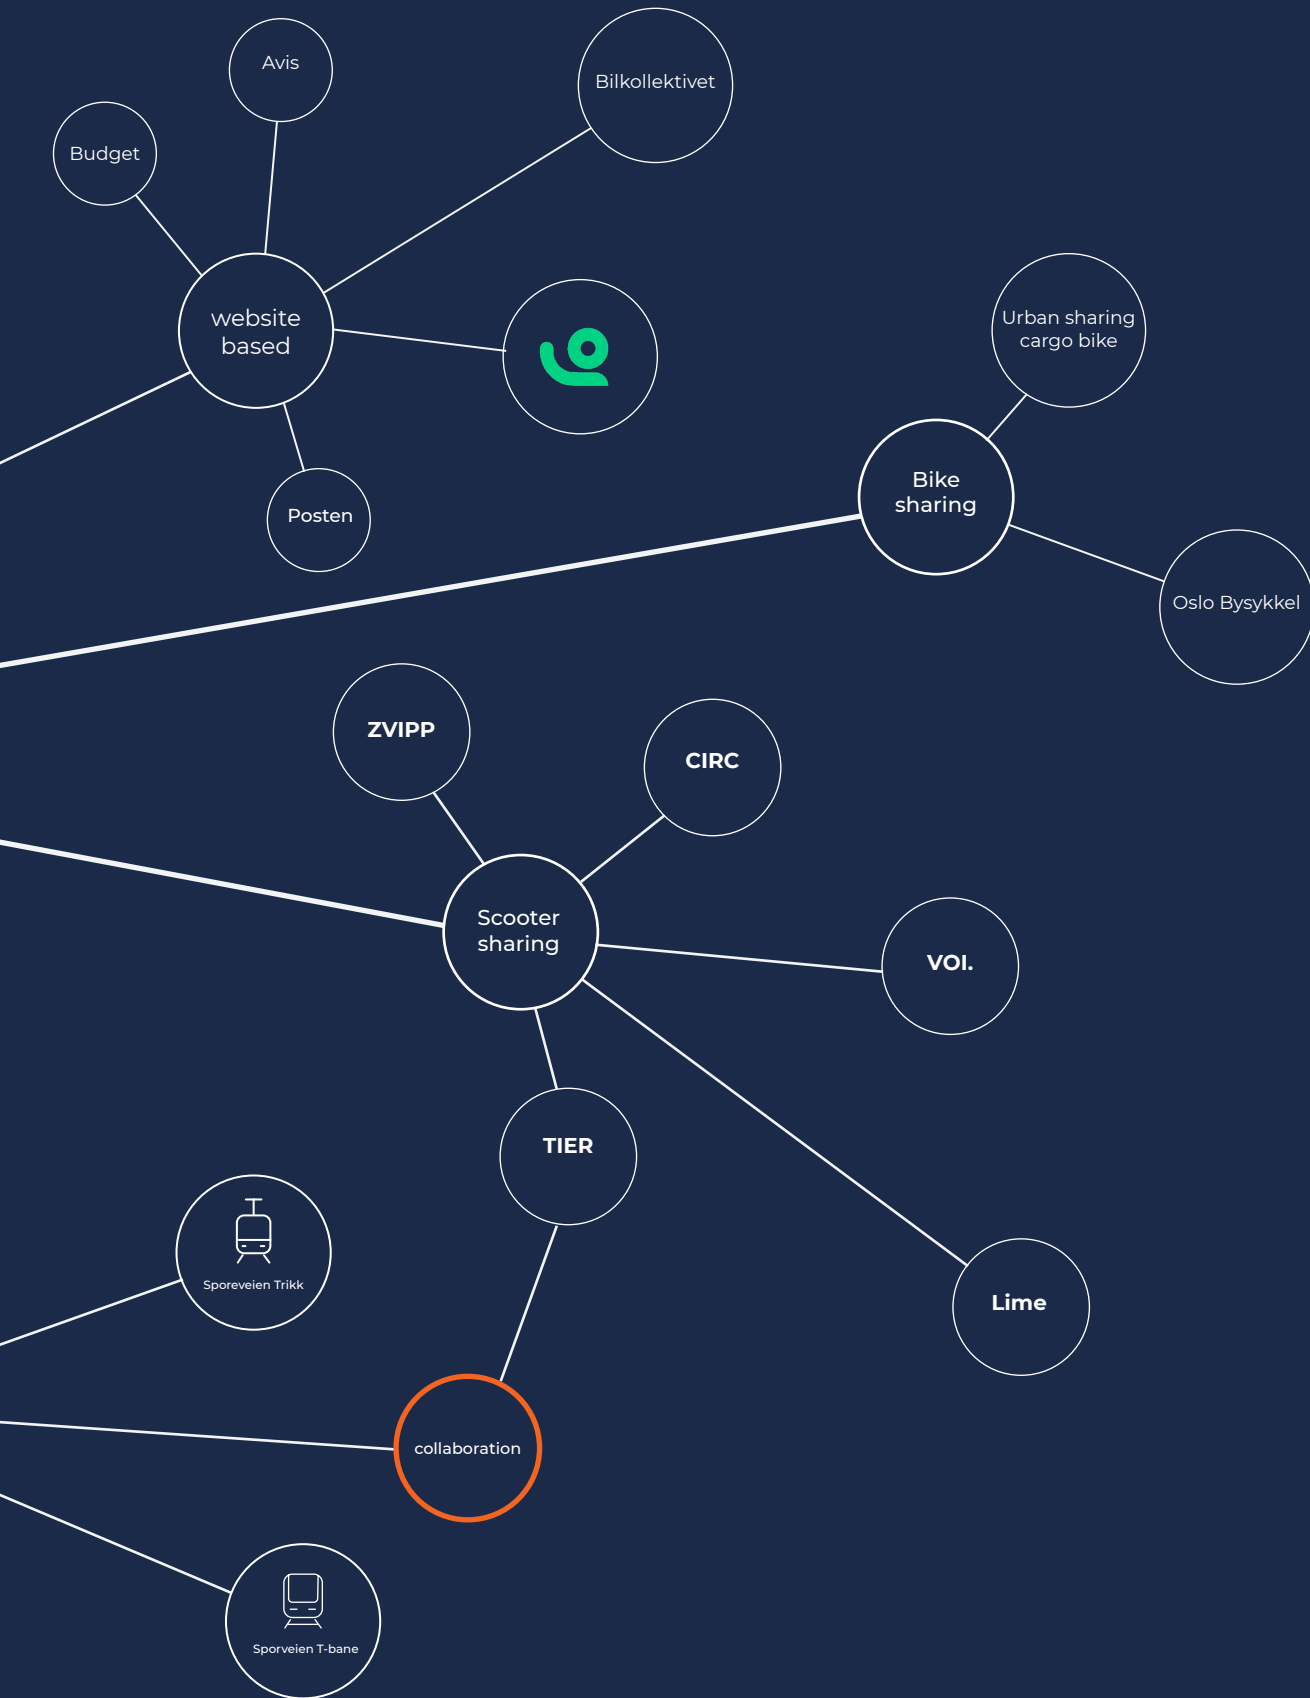 Avis
Bilkollektivet
Budget
website
based
Urban sharing
cargo bike
Bike
sharing
Posten
Oslo Bysykkel
ZVIPP
CIRC
Scooter
sharing
VOI.
TIER
Sporeveien Trikk
Lime
collaboration
Sporveien T-bane